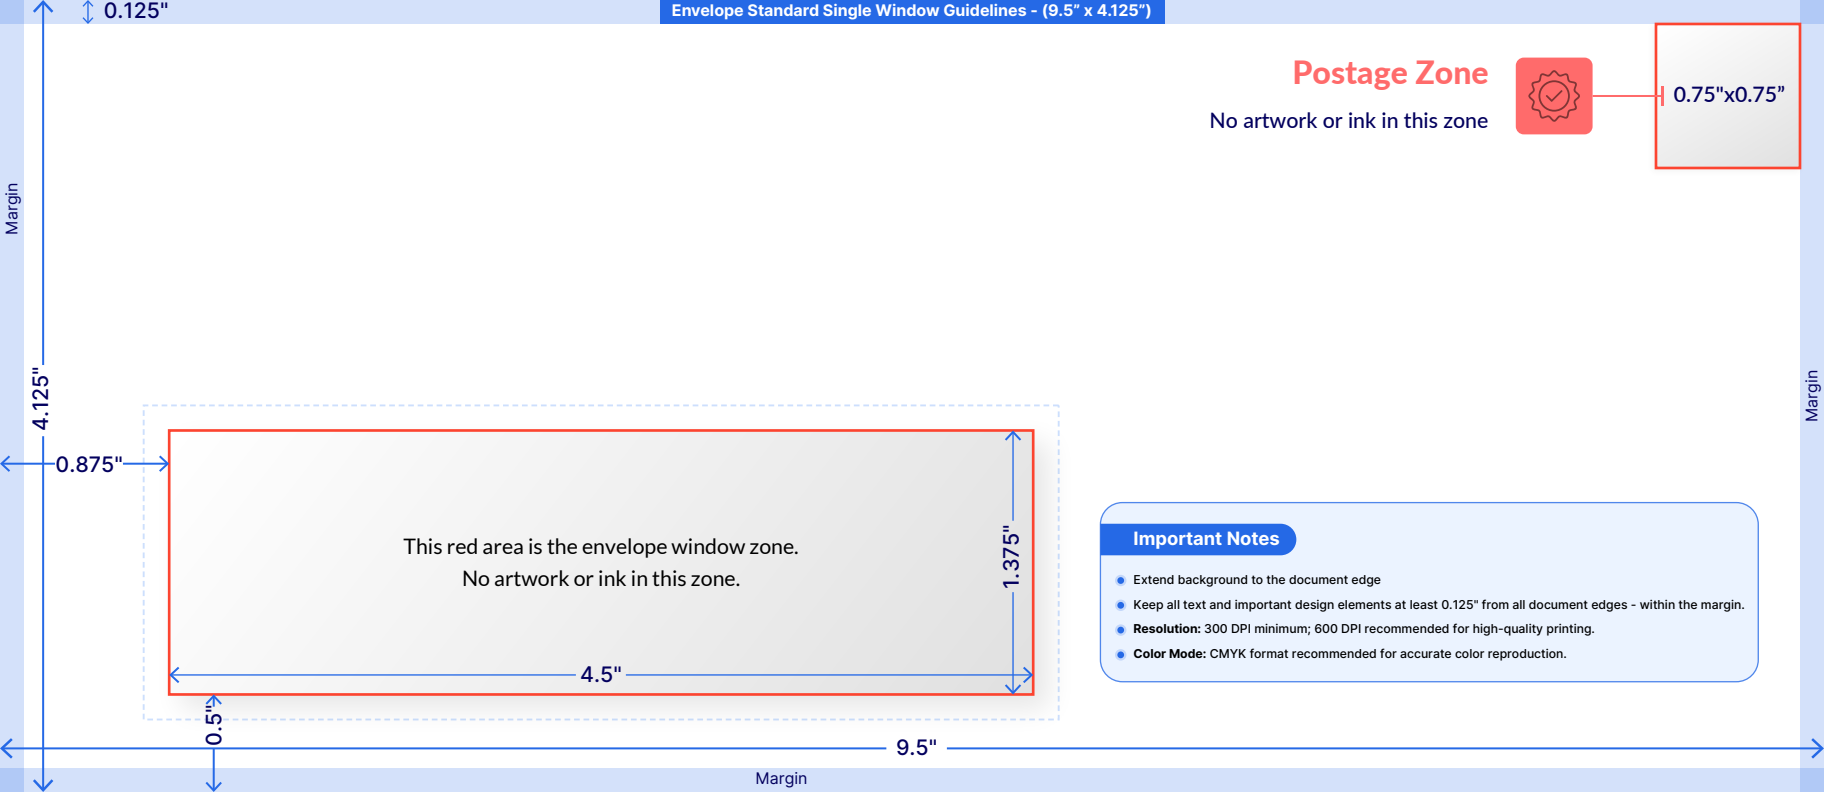 0.125"
Envelope Standard Single Window Guidelines - (9.5” x 4.125”)
Postage Zone
No artwork or ink in this zone
0.75"x0.75”
Margin
4.125"
Margin
0.875"
This red area is the envelope window zone.
No artwork or ink in this zone.
1.375"
4.5"
0.5"
Important Notes
Extend background to the document edge
Keep all text and important design elements at least 0.125" from all document edges - within the margin.
Resolution: 300 DPI minimum; 600 DPI recommended for high-quality printing.
Color Mode: CMYK format recommended for accurate color reproduction.
9.5"
Margin